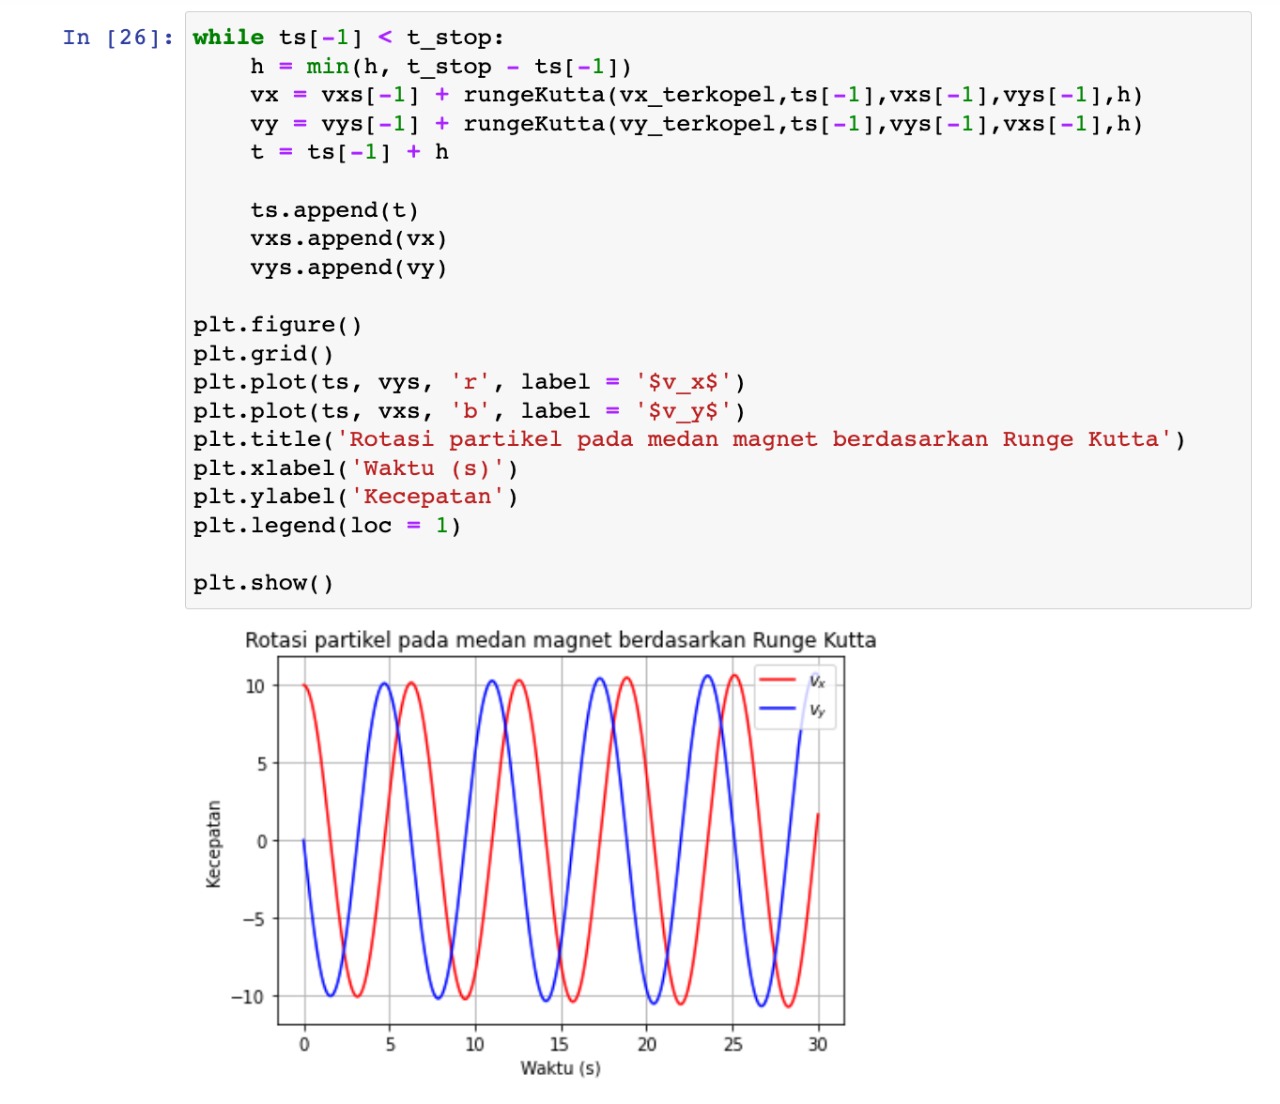 In [26]: while ts[-1] < t_stop:
    h = min(h, t_stop - ts[-1])
    vx = vxs[-1] + rungeKutta(vx_terkopel,ts[-1],vxs[-1],vys[-1],h)
    vy = vys[-1] + rungeKutta(vy_terkopel,ts[-1],vys[-1],vxs[-1],h)
    t = ts[-1] + h
    ts.append(t)
    vxs.append(vx)
    vys.append(vy)
plt.figure()
plt.grid()
plt.plot(ts, vys, 'r', label = '$v_x$')
plt.plot(ts, vxs, 'b', label = '$v_y$')
plt.title('Rotasi partikel pada medan magnet berdasarkan Runge Kutta')
plt.xlabel('Waktu (s)')
plt.ylabel('Kecepatan')
plt.legend(loc = 1)
plt.show()
Rotasi partikel pada medan magnet berdasarkan Runge Kutta
10
5
0
−5
−10
Kecepatan
v_x
v_y
0 5 10 15 20 25 30
Waktu (s)